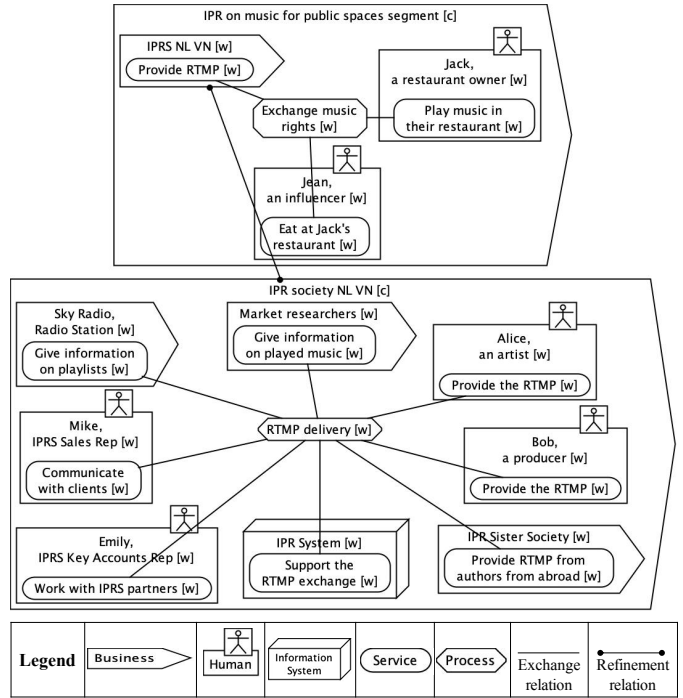 IPR on music for public spaces segment [c]
IPRS NL VN [w]
Provide RTMP [w]
Jack,
a restaurant owner [w]
Play music in
their restaurant [w]
Exchange music
rights [w]
Jean,
an influencer [w]
Eat at Jack's
restaurant [w]
IPR society NL VN [c]
Sky Radio,
Radio Station [w]
Give information
on playlists [w]
Market researchers [w]
Give information
on played music [w]
Alice,
an artist [w]
Provide the RTMP [w]
Mike,
IPRS Sales Rep [w]
Communicate
with clients [w]
RTMP delivery [w]
Bob,
a producer [w]
Provide the RTMP [w]
Emily,
IPRS Key Accounts Rep [w]
Work with IPRS partners [w]
IPR System [w]
Support the
RTMP exchange [w]
IPR Sister Society [w]
Provide RTMP from
authors from abroad [w]
Legend
Business
Human
Information
System
Service
Process
Exchange
relation
Refinement
relation